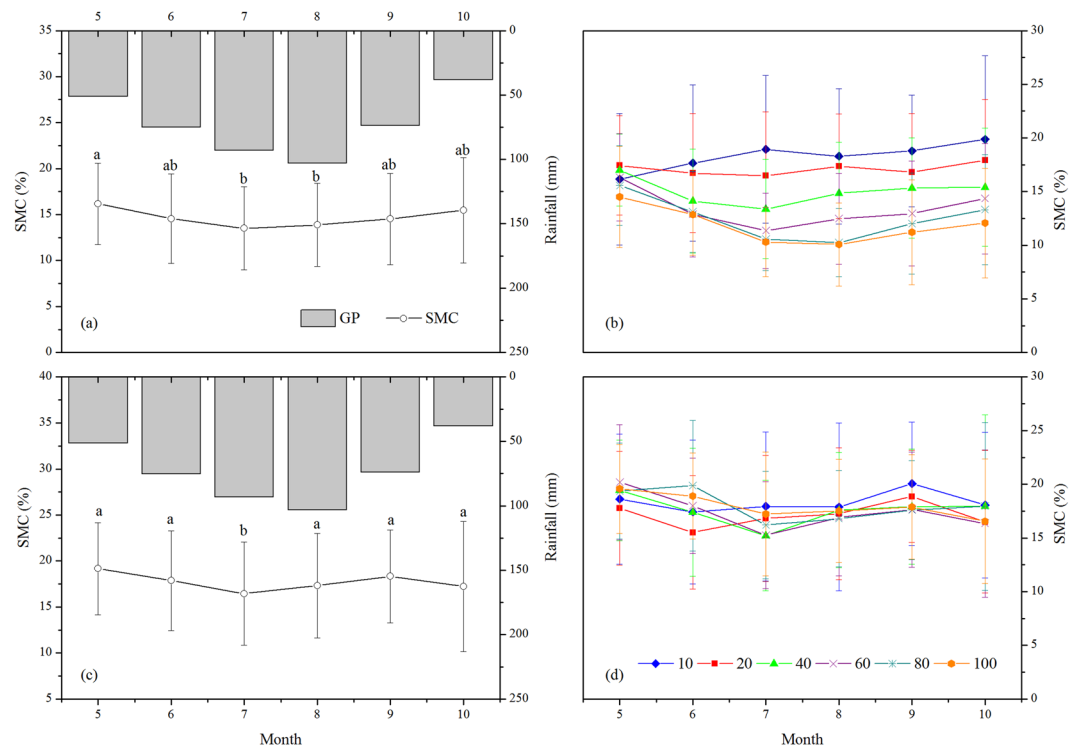 5 6 7 8 9 10
35 30 25 20 15 10 5 0
SMC (%)
a ab b b ab ab
0 50 100 150 200 250
Rainfall (mm)
(a) GP SMC
30 25 20 15 10 5 0
SMC (%)
(b)
40 35 30 25 20 15 10 5
SMC (%)
a a b a a a
0 50 100 150 200 250
Rainfall (mm)
(c)
5 6 7 8 9 10
Month
30 25 20 15 10 5 0
SMC (%)
10 20 40 60 80 100
(d)
5 6 7 8 9 10
Month